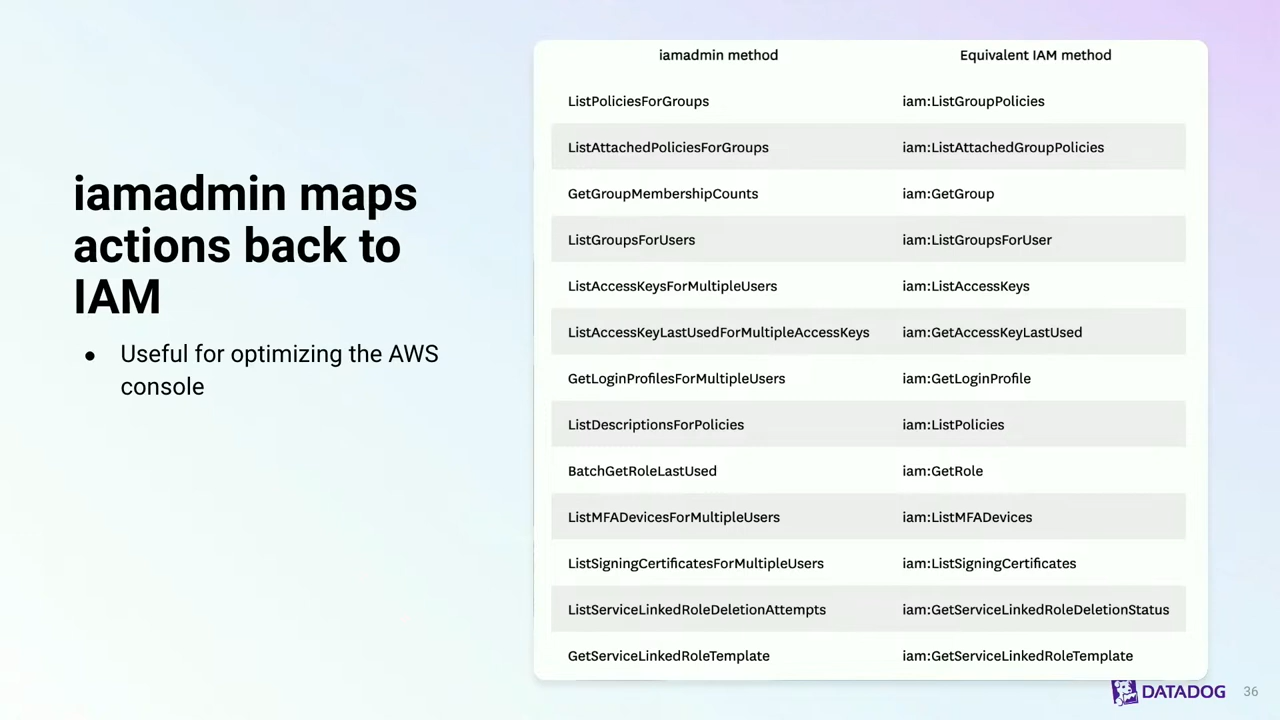 iamadmin maps
actions back to
IAM
● Useful for optimizing the AWS
console
iamadmin method Equivalent IAM method
ListPoliciesForGroups iam:ListGroupPolicies
ListAttachedPoliciesForGroups iam:ListAttachedGroupPolicies
GetGroupMembershipCounts iam:GetGroup
ListGroupsForUsers iam:ListGroupsForUser
ListAccessKeysForMultipleUsers iam:ListAccessKeys
ListAccessKeyLastUsedForMultipleAccessKeys iam:GetAccessKeyLastUsed
GetLoginProfilesForMultipleUsers iam:GetLoginProfile
ListDescriptionsForPolicies iam:ListPolicies
BatchGetRoleLastUsed iam:GetRole
ListMFADevicesForMultipleUsers iam:ListMFADevices
ListSigningCertificatesForMultipleUsers iam:ListSigningCertificates
ListServiceLinkedRoleDeletionAttempts iam:GetServiceLinkedRoleDeletionStatus
GetServiceLinkedRoleTemplate iam:GetServiceLinkedRoleTemplate
DATADOG 36